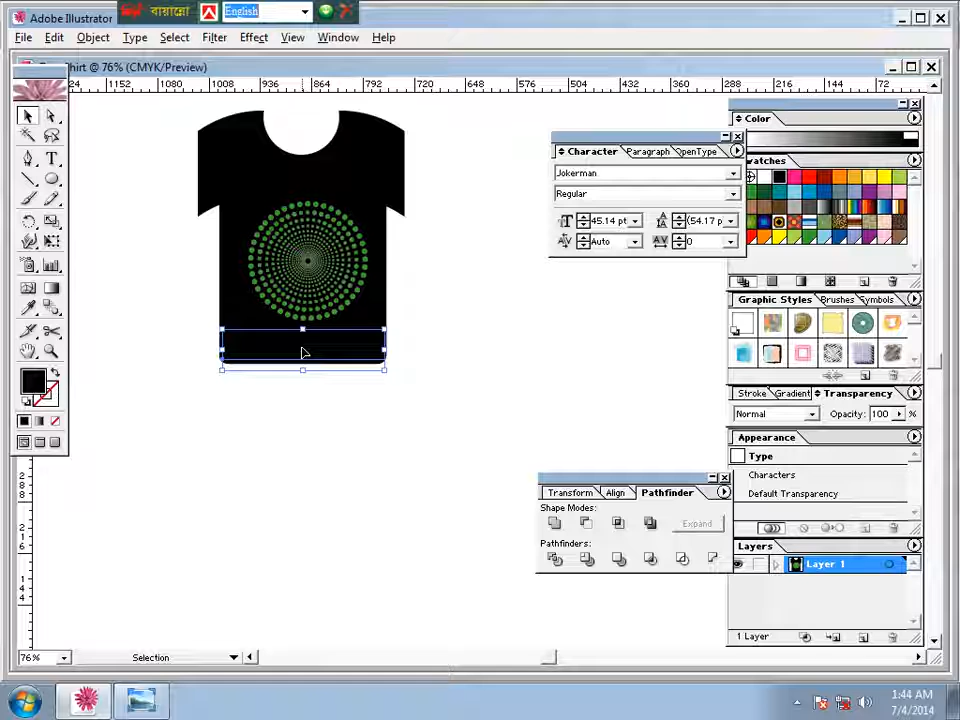 Adobe Illustrator
বায়ান্নো
English
File Edit Object Type Select Filter Effect View Window Help
Shirt @ 76% (CMYK/Preview)
24 1152 1080 1008 936 864 792 720 648 576 504 432 360 288 216 144 72
Color
Character Paragraph OpenType
Jokerman
Regular
45.14 pt (54.17 p
Auto 0
watches
Graphic Styles Brushes Symbols
Stroke Gradient Transparency
Normal Opacity: 100 %
Appearance
Type
Characters
Default Transparency
Transform Align Pathfinder
Shape Modes:
Expand
Pathfinders:
Layers
Layer 1
1 Layer
76% Selection
1:44 AM
7/4/2014